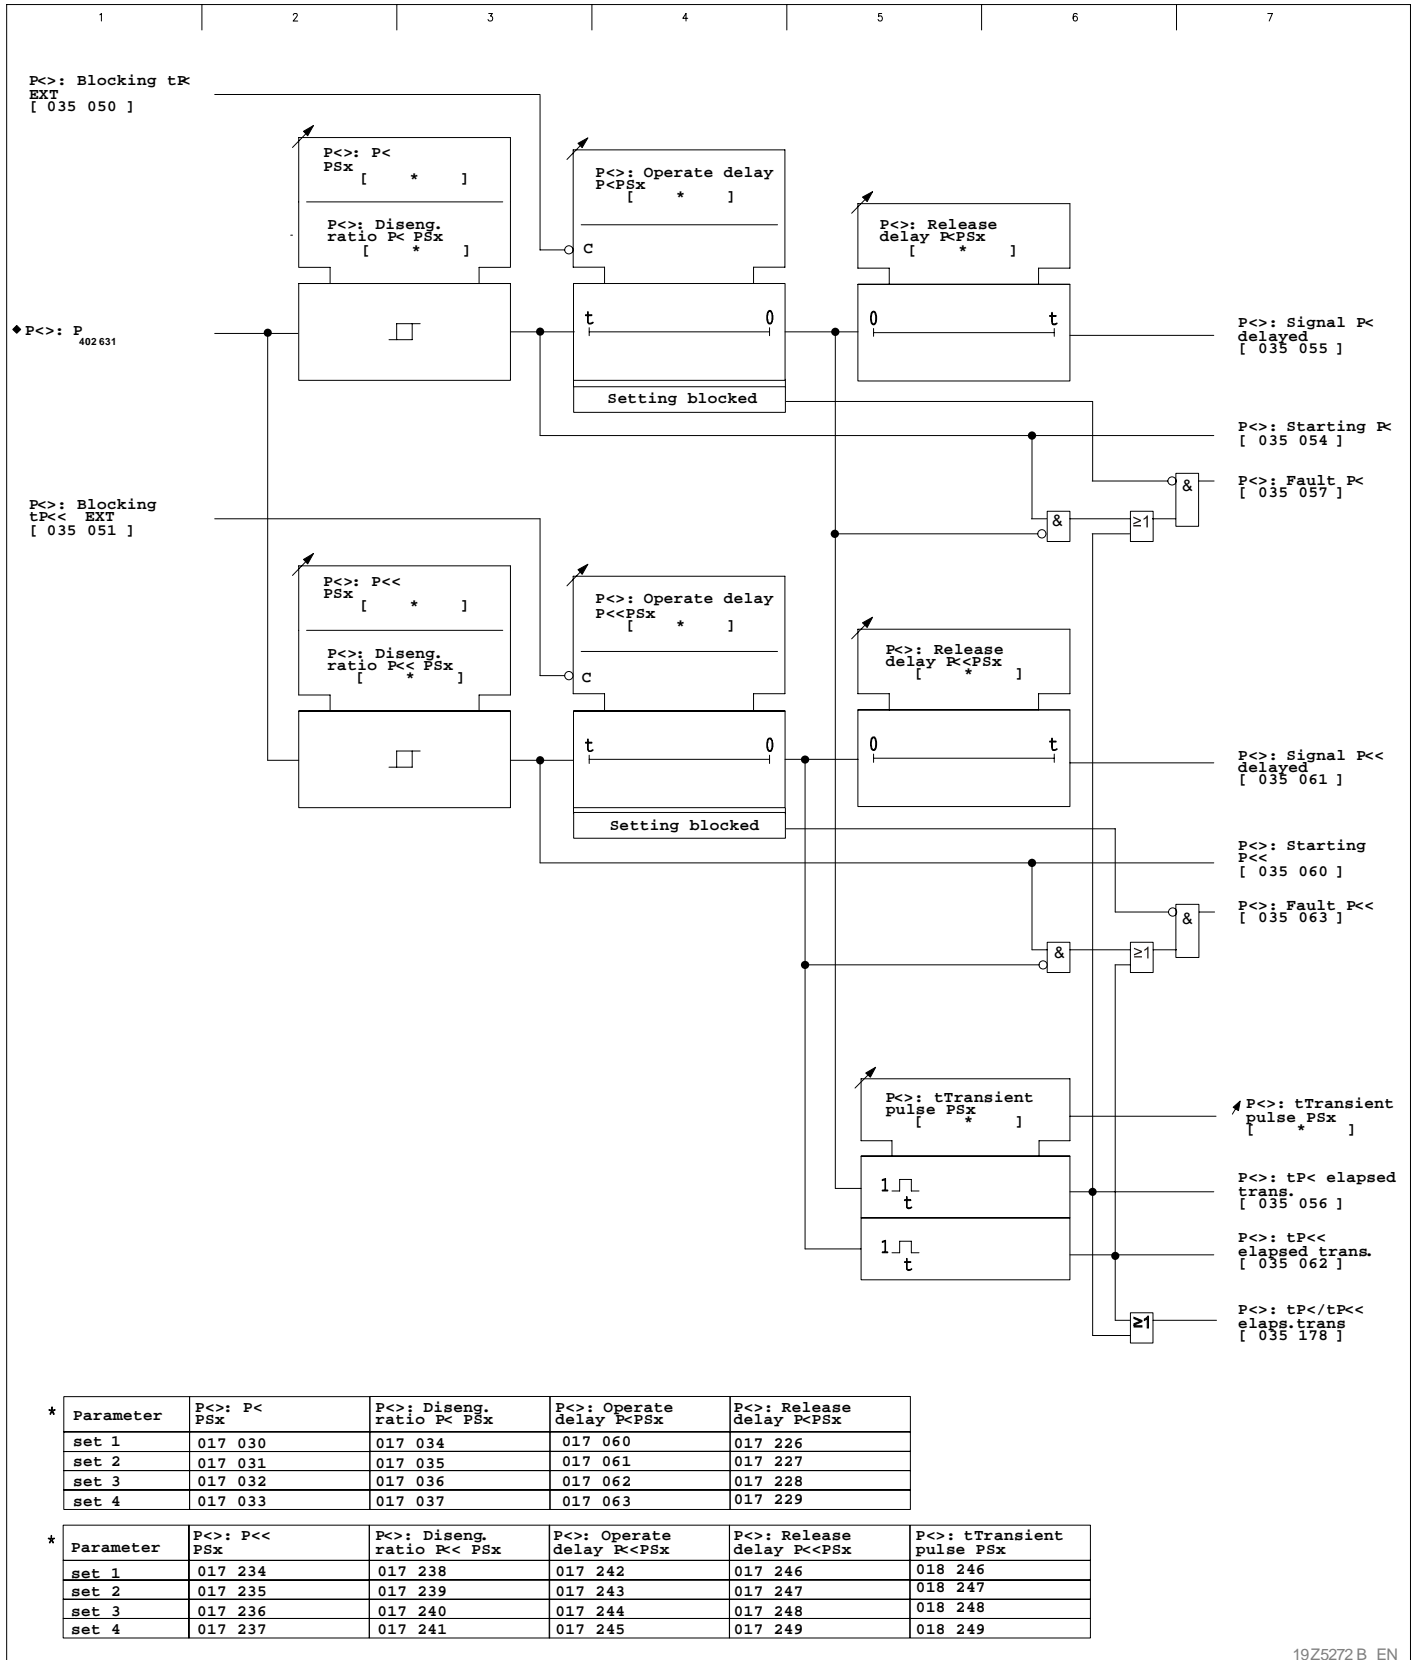 1 2 3 4 5 6 7
P<>: Blocking tP<
EXT
[ 035 050 ]
P<>: P<
PSx
[ * ]
P<>: Diseng.
ratio P< PSx
[ * ]
P<>: Operate delay
P<PSx
[ * ]
C
P<>: Release
delay P<PSx
[ * ]
P<>: P
402 631
t 0
0 t
Setting blocked
P<>: Signal P<
delayed
[ 035 055 ]
P<>: Starting P<
[ 035 054 ]
P<>: Fault P<
[ 035 057 ]
&
&
≥1
P<>: Blocking
tP<< EXT
[ 035 051 ]
P<>: P<<
PSx
[ * ]
P<>: Diseng.
ratio P<< PSx
[ * ]
P<>: Operate delay
P<<PSx
[ * ]
C
P<>: Release
delay P<<PSx
[ * ]
t 0
0 t
Setting blocked
P<>: Signal P<<
delayed
[ 035 061 ]
P<>: Starting
P<<
[ 035 060 ]
P<>: Fault P<<
[ 035 063 ]
&
&
≥1
P<>: tTransient
pulse PSx
[ * ]
P<>: tTransient
pulse PSx
[ * ]
1
t
P<>: tP< elapsed
trans.
[ 035 056 ]
1
t
P<>: tP<<
elapsed trans.
[ 035 062 ]
≥1
P<>: tP</tP<<
elaps.trans
[ 035 178 ]
* Parameter P<>: P< PSx P<>: Diseng. ratio P< PSx P<>: Operate delay P<PSx P<>: Release delay P<PSx
set 1 017 030 017 034 017 060 017 226
set 2 017 031 017 035 017 061 017 227
set 3 017 032 017 036 017 062 017 228
set 4 017 033 017 037 017 063 017 229
* Parameter P<>: P<< PSx P<>: Diseng. ratio P<< PSx P<>: Operate delay P<<PSx P<>: Release delay P<<PSx P<>: tTransient pulse PSx
set 1 017 234 017 238 017 242 017 246 018 246
set 2 017 235 017 239 017 243 017 247 018 247
set 3 017 236 017 240 017 244 017 248 018 248
set 4 017 237 017 241 017 245 017 249 018 249
19Z5272 B EN